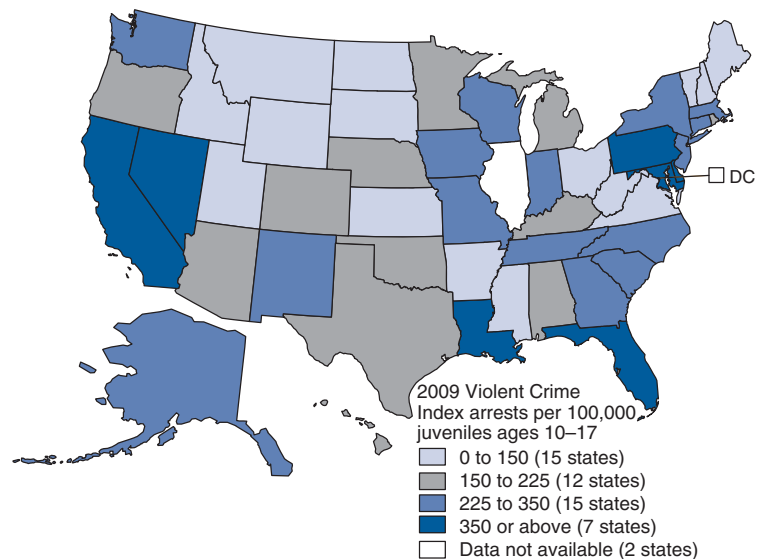 DC
2009 Violent Crime
Index arrests per 100,000
juveniles ages 10–17
0 to 150 (15 states)
150 to 225 (12 states)
225 to 350 (15 states)
350 or above (7 states)
Data not available (2 states)